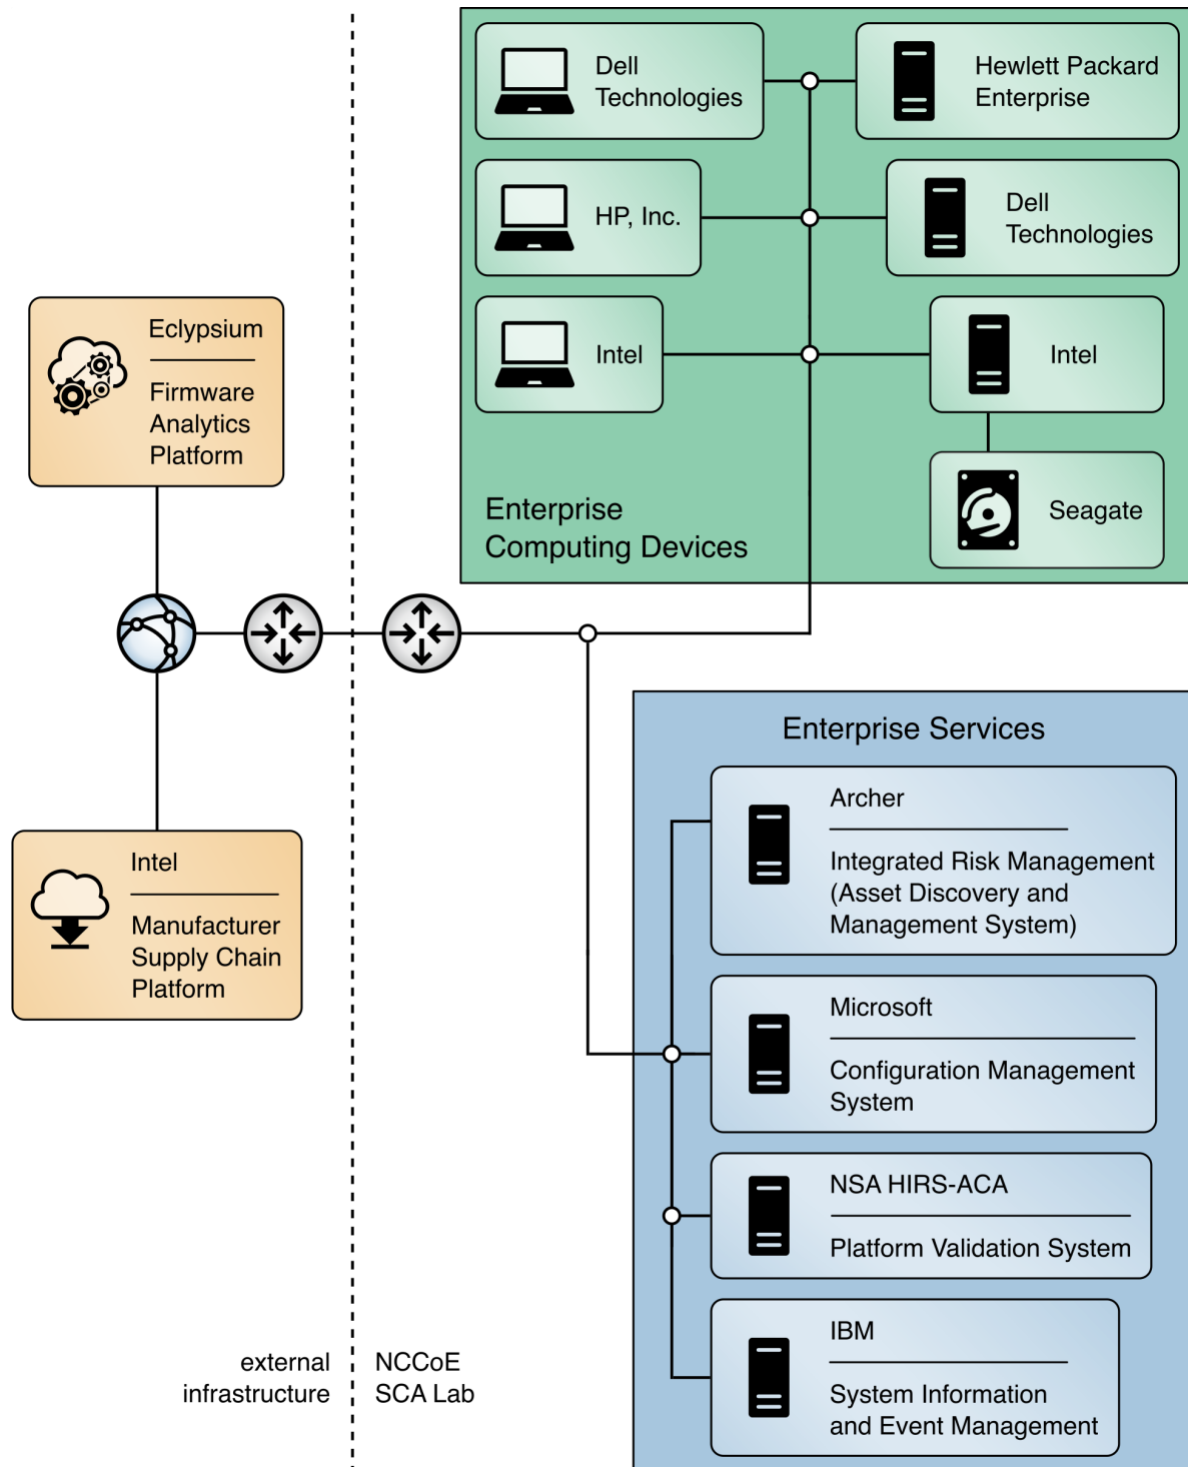 Dell
Technologies
Hewlett Packard
Enterprise
HP, Inc.
Dell
Technologies
Intel
Intel
Seagate
Enterprise
Computing Devices
Eclypsium
Firmware
Analytics
Platform
Intel
Manufacturer
Supply Chain
Platform
Enterprise Services
Archer
Integrated Risk Management
(Asset Discovery and
Management System)
Microsoft
Configuration Management
System
NSA HIRS-ACA
Platform Validation System
IBM
System Information
and Event Management
external
infrastructure
NCCoE
SCA Lab